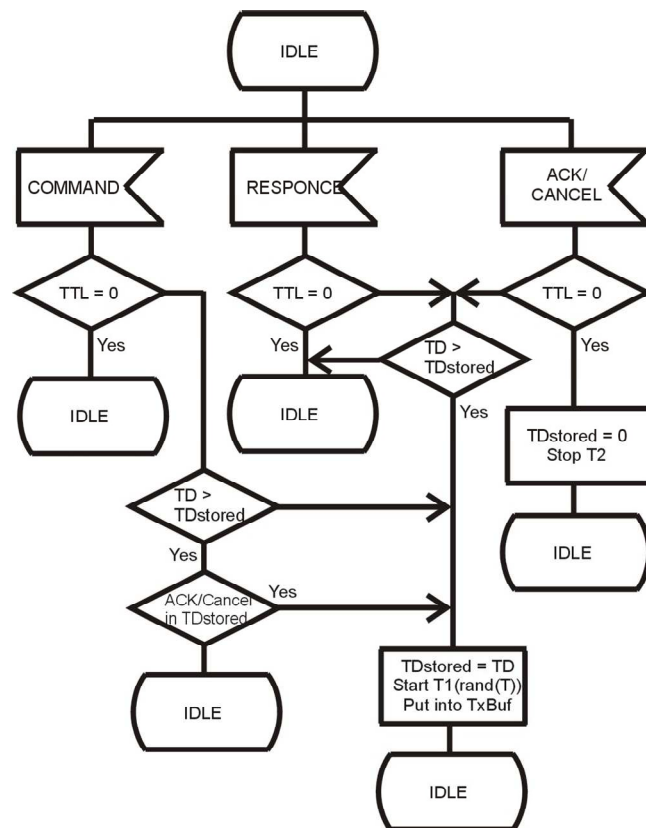 IDLE
COMMAND
RESPONCE
ACK/
CANCEL
TTL = 0
TTL = 0
TTL = 0
Yes
Yes
Yes
TD >
TDstored
Yes
IDLE
IDLE
TDstored = 0
Stop T2
TD >
TDstored
Yes
IDLE
ACK/Cancel
in TDstored
Yes
TDstored = TD
Start T1(rand(T))
Put into TxBuf
IDLE
IDLE